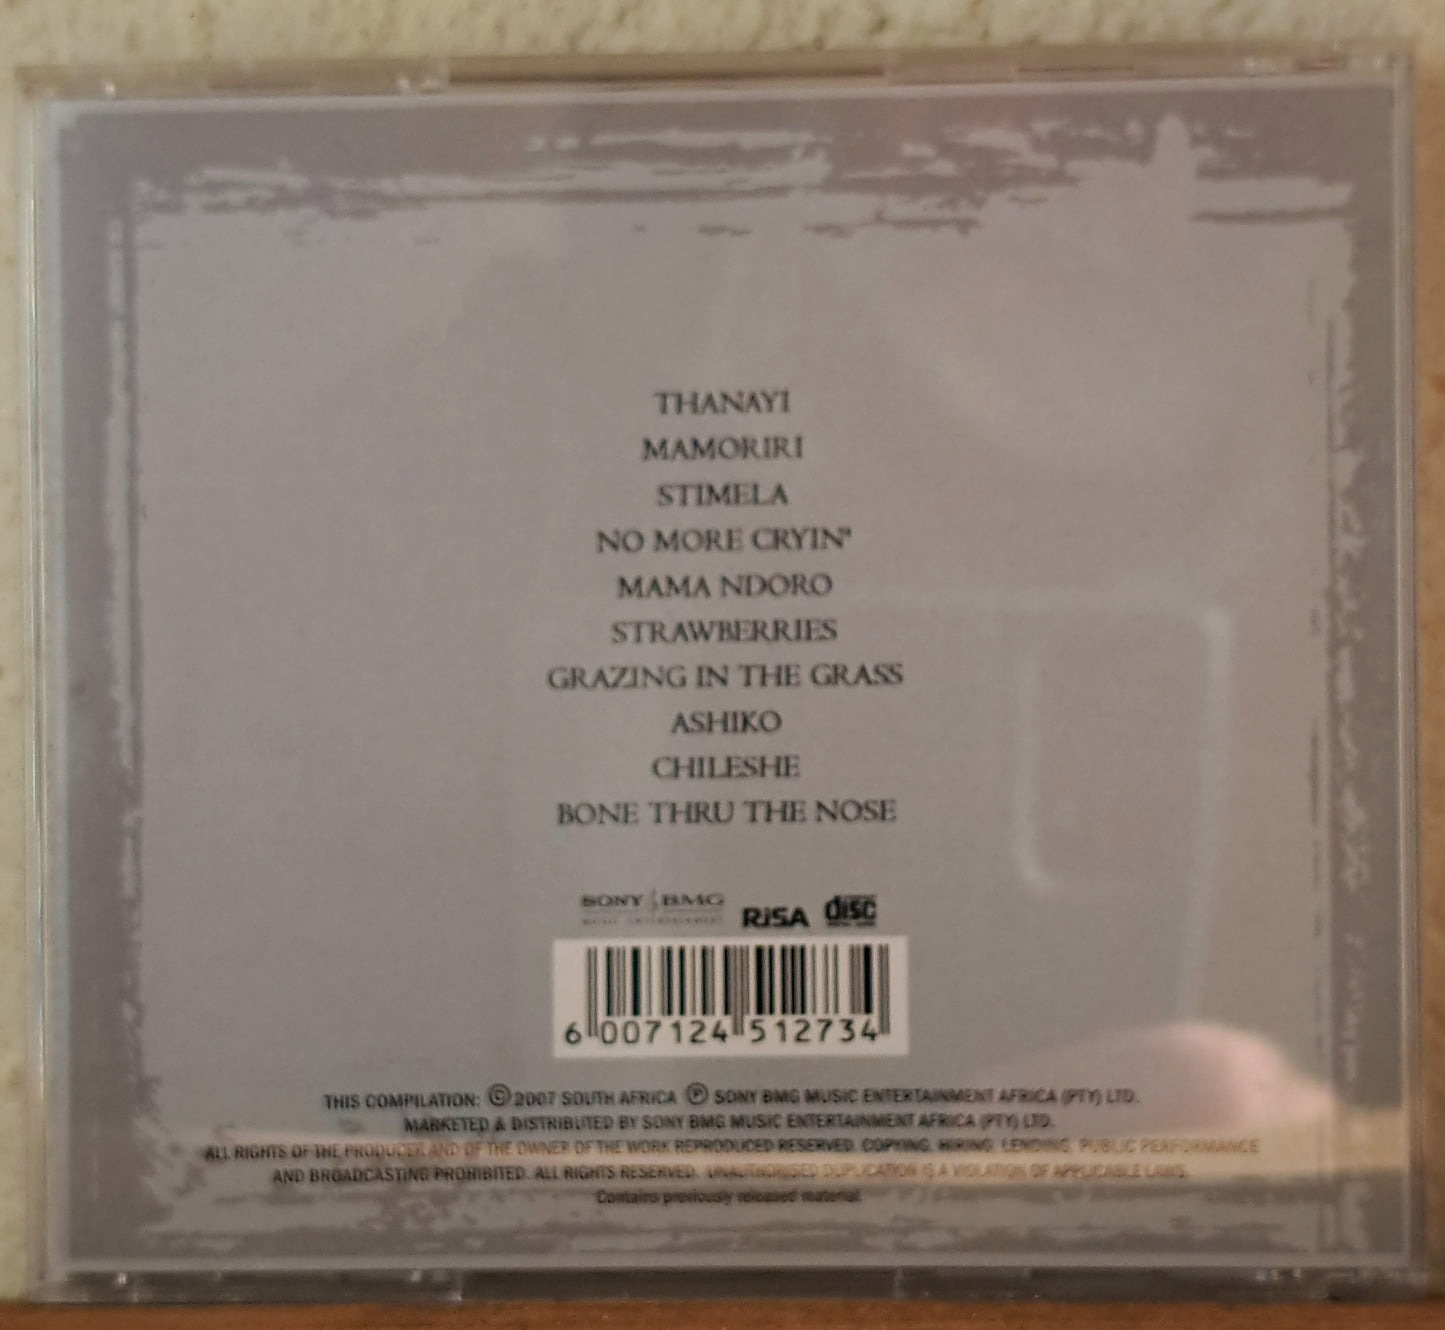 THANAYI
MAMORIRI
STIMELA
NO MORE CRYIN'
MAMA NDORO
STRAWBERRIES
GRAZING IN THE GRASS
ASHIKO
CHILESHE
BONE THRU THE NOSE
SONY BMG
RiSA
disc
6 007124 512734
THIS COMPILATION: © 2007 SOUTH AFRICA ℗ SONY BMG MUSIC ENTERTAINMENT AFRICA (PTY) LTD.
MARKETED & DISTRIBUTED BY SONY BMG MUSIC ENTERTAINMENT AFRICA (PTY) LTD.
ALL RIGHTS OF THE PRODUCER AND OF THE OWNER OF THE WORK REPRODUCED RESERVED. COPYING, HIRING, LENDING, PUBLIC PERFORMANCE
AND BROADCASTING PROHIBITED. ALL RIGHTS RESERVED. UNAUTHORISED DUPLICATION IS A VIOLATION OF APPLICABLE LAWS.
Contains previously released material.